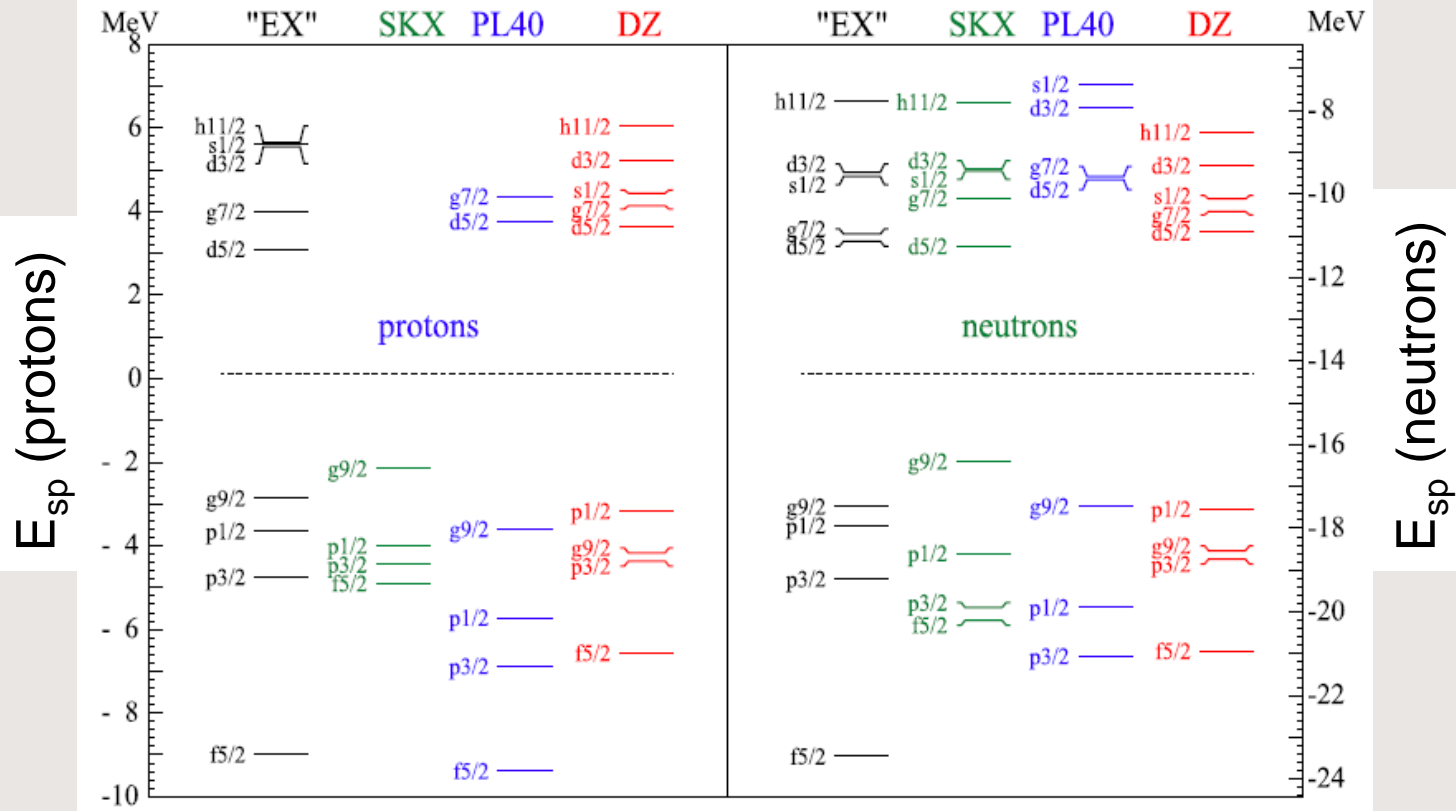 MeV "EX" SKX PL40 DZ "EX" SKX PL40 DZ MeV
8
s1/2
h11/2 h11/2 d3/2 - 8
6 h11/2 h11/2 h11/2
s1/2
d3/2 d3/2 d3/2 d3/2 g7/2 d3/2
s1/2 s1/2 s1/2 d5/2 s1/2 -10
g7/2 g7/2
4 g7/2 d5/2 g7/2 g7/2
d5/2 g7/2 d5/2
d5/2 d5/2 d5/2
-12
2
protons neutrons
-14
0
-16
- 2 g9/2 g9/2
g9/2 p1/2 g9/2 g9/2 p1/2
p1/2 g9/2 p1/2 -18
- 4 p1/2 g9/2 p1/2 g9/2
p3/2 p3/2 p3/2 p3/2 p3/2
f5/2
p3/2 p1/2 -20
- 6 p1/2 f5/2
p3/2 f5/2 p3/2 f5/2
-22
- 8
f5/2 f5/2
f5/2 -24
-10
Esp (protons)
Esp (neutrons)